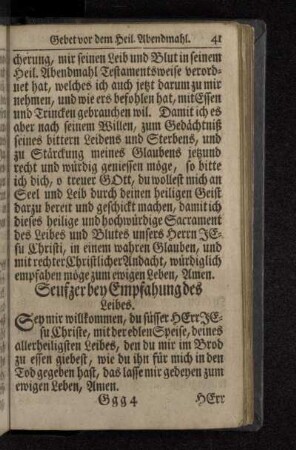 Gebet vor dem Heil. Abendmahl. 41
cherung, mir seinen Leib und Blut in seinem
Heil. Abendmahl Testamentsweise verord-
net hat, welches ich auch jetzt darum zu mir
nehmen, und wie ers befohlen hat, mit Essen
und Trincken gebrauchen wil. Damit ich es
aber nach seinem Willen, zum Gedächtniß
seines bittern Leidens und Sterbens, und
zu Stärckung meines Glaubens jetzund
recht und würdig geniessen möge, so bitte
ich dich, o treuer GOtt, du wollest mich an
Seel und Leib durch deinen heiligen Geist
darzu bereit und geschickt machen, damit ich
dieses heilige und hochwürdige Sacrament
des Leibes und Blutes unsers Herrn JE-
su Christi, in einem wahren Glauben, und
mit rechter Christlicher Andacht, würdiglich
empfahen möge zum ewigen Leben, Amen.
Seufzer bey Empfahung des
Leibes.
Sey mir willkommen, du süsser HErr JE-
su Christe, mit der edlen Speise, deines
allerheiligsten Leibes, den du mir im Brod
zu essen giebest, wie du ihn für mich in den
Tod gegeben hast, das lasse mir gedeyen zum
ewigen Leben, Amen.
Ggg 4 HErr